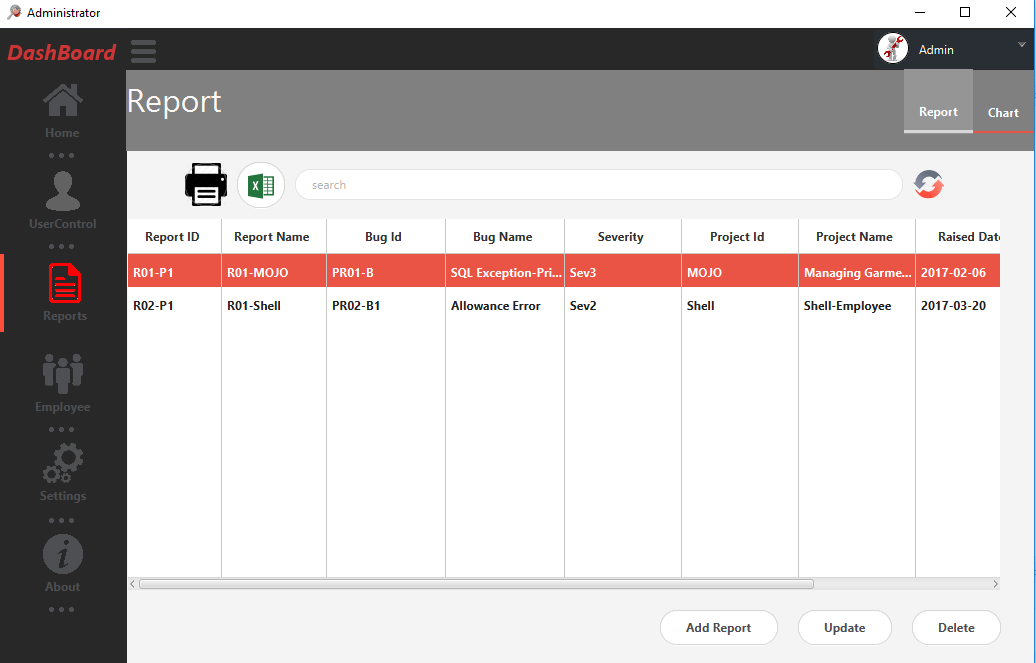 Administrator
DashBoard
Admin
Report
Report
Chart
Home
UserControl
Reports
Employee
Settings
About
search
Report ID Report Name Bug Id Bug Name Severity Project Id Project Name Raised Date
R01-P1 R01-MOJO PR01-B SQL Exception-Pri... Sev3 MOJO Managing Garme... 2017-02-06
R02-P1 R01-Shell PR02-B1 Allowance Error Sev2 Shell Shell-Employee 2017-03-20
Add Report Update Delete